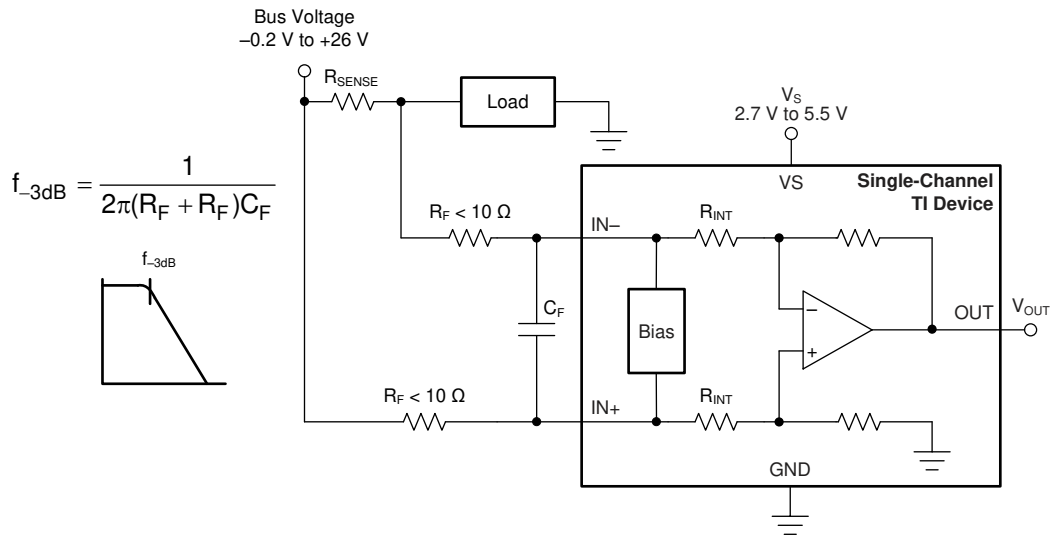 Bus Voltage
–0.2 V to +26 V
R_SENSE
Load
V_S
2.7 V to 5.5 V
VS
Single-Channel
TI Device
f_–3dB = 1 / 2π(R_F + R_F)C_F
R_F < 10 Ω
IN–
R_INT
f_–3dB
C_F
Bias
–
+
OUT
V_OUT
R_F < 10 Ω
IN+
R_INT
GND